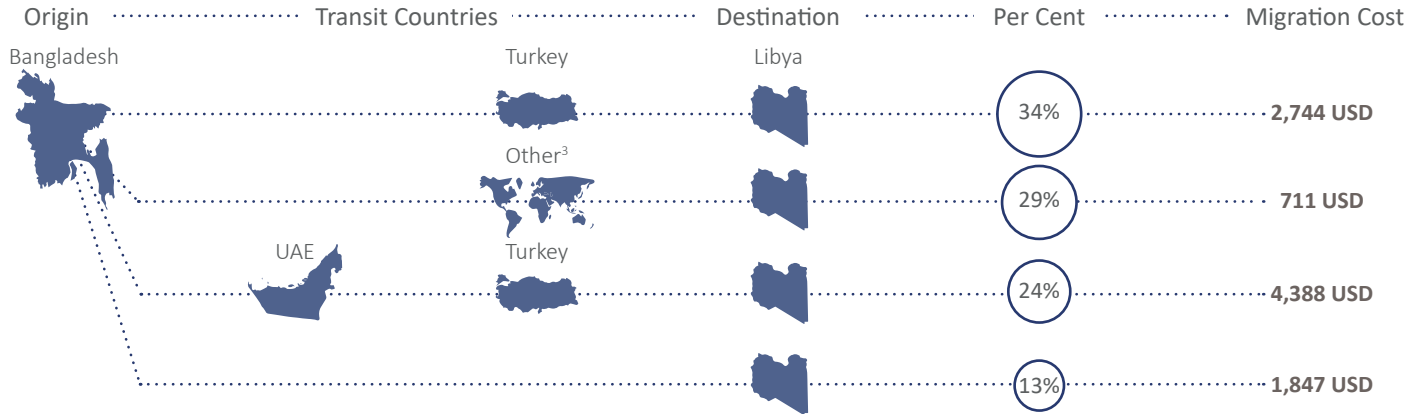 Origin Transit Countries Destination Per Cent Migration Cost
Bangladesh Turkey Libya
34% 2,744 USD
Other³
29% 711 USD
UAE Turkey
24% 4,388 USD
13% 1,847 USD